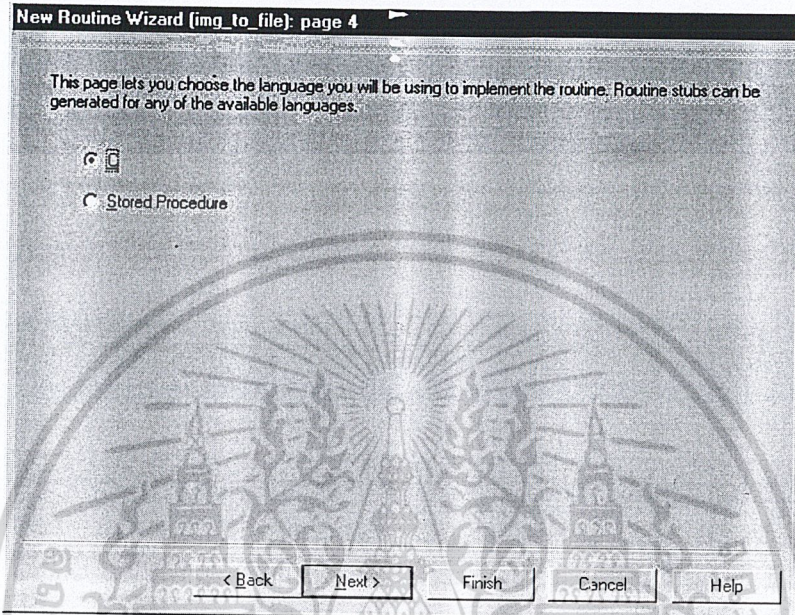 New Routine Wizard (img_to_file): page 4
This page lets you choose the language you will be using to implement the routine. Routine stubs can be
generated for any of the available languages.
C
Stored Procedure
< Back Next > Finish Cancel Help